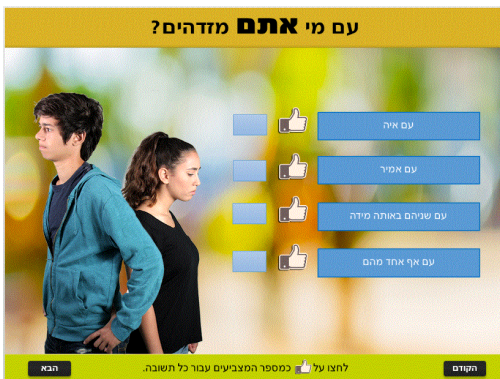 עם מי אתם מזדהים?
עם איה
עם אמיר
עם שניהם באותה מידה
עם אף אחד מהם
הקודם
לחצו על כמספר המצביעים עבור כל תשובה.
הבא